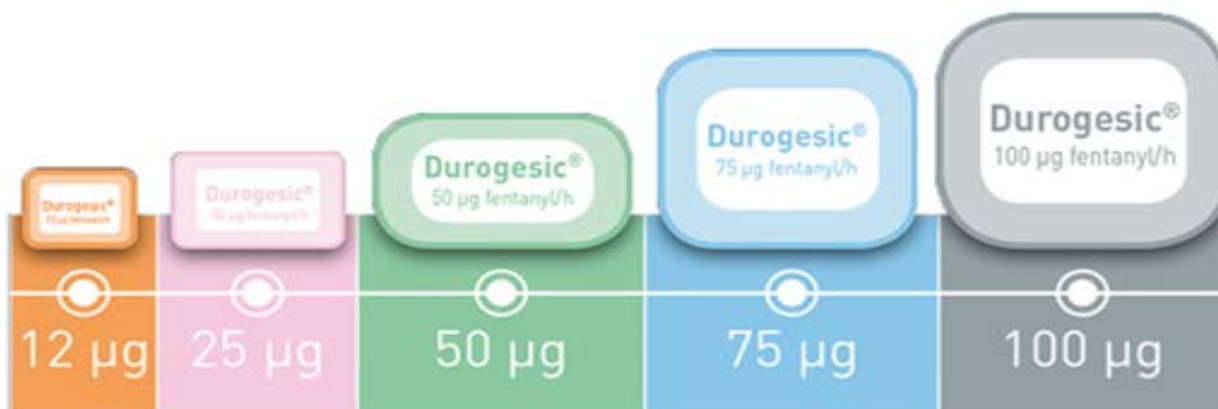 Durogesic®
Durogesic®
Durogesic®
50 µg fentanyl/h
Durogesic®
75 µg fentanyl/h
Durogesic®
100 µg fentanyl/h
12 µg
25 µg
50 µg
75 µg
100 µg